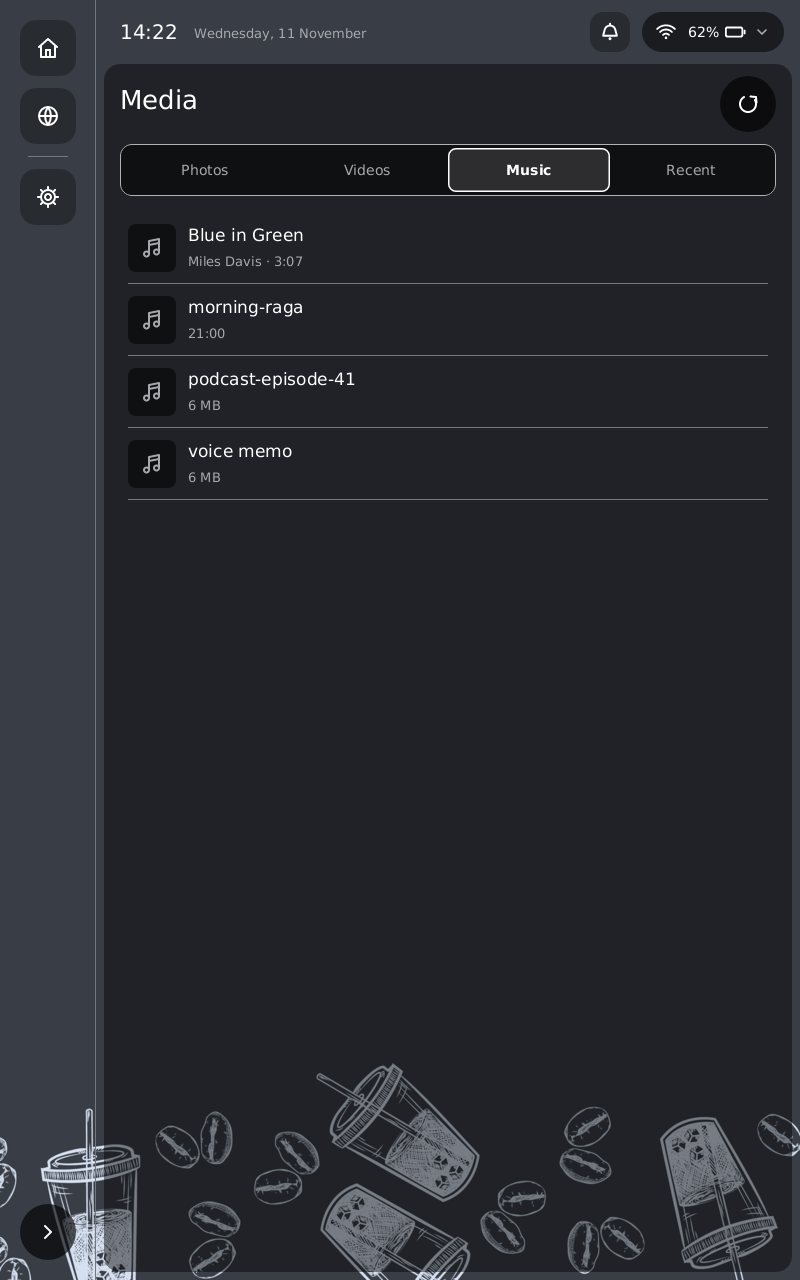 14:22 Wednesday, 11 November 62%
Media
Photos Videos Music Recent
Blue in Green
Miles Davis · 3:07
morning-raga
21:00
podcast-episode-41
6 MB
voice memo
6 MB